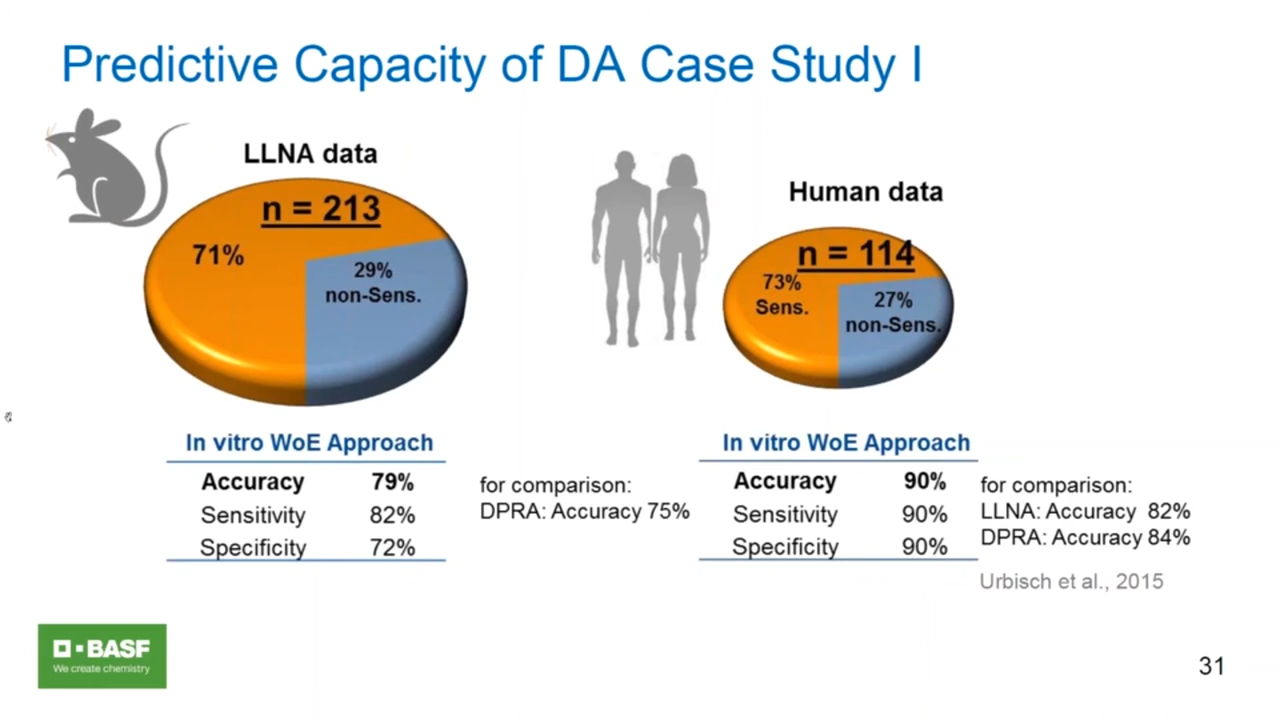 Predictive Capacity of DA Case Study I
LLNA data
n = 213
71%
29%
non-Sens.
Human data
n = 114
73%
Sens.
27%
non-Sens.
In vitro WoE Approach
Accuracy 79%
Sensitivity 82%
Specificity 72%
for comparison:
DPRA: Accuracy 75%
In vitro WoE Approach
Accuracy 90%
Sensitivity 90%
Specificity 90%
for comparison:
LLNA: Accuracy 82%
DPRA: Accuracy 84%
Urbisch et al., 2015
BASF
We create chemistry
31